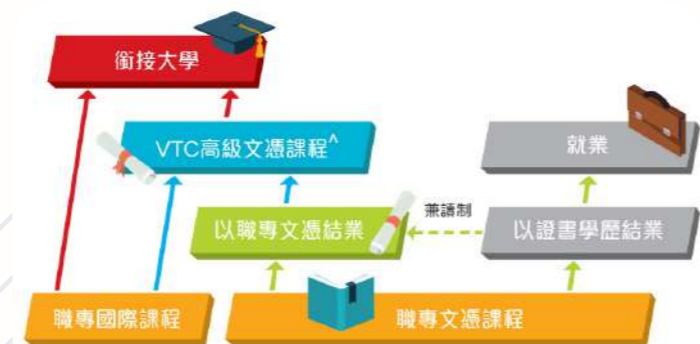 銜接大學
VTC高級文憑課程^
就業
以職專文憑結業
兼讀制
以證書學歷結業
職專國際課程
職專文憑課程